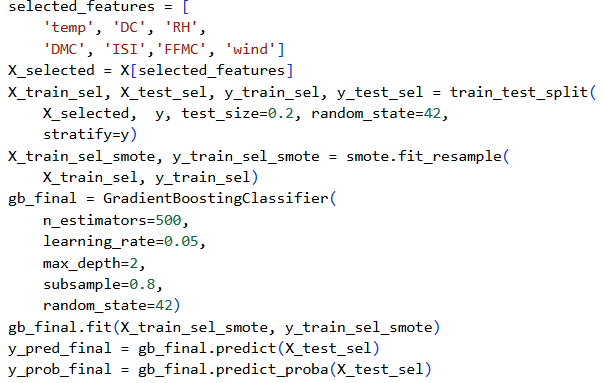 selected_features = [
    'temp', 'DC', 'RH',
    'DMC', 'ISI','FFMC', 'wind']
X_selected = X[selected_features]
X_train_sel, X_test_sel, y_train_sel, y_test_sel = train_test_split(
    X_selected,  y, test_size=0.2, random_state=42,
    stratify=y)
X_train_sel_smote, y_train_sel_smote = smote.fit_resample(
    X_train_sel, y_train_sel)
gb_final = GradientBoostingClassifier(
    n_estimators=500,
    learning_rate=0.05,
    max_depth=2,
    subsample=0.8,
    random_state=42)
gb_final.fit(X_train_sel_smote, y_train_sel_smote)
y_pred_final = gb_final.predict(X_test_sel)
y_prob_final = gb_final.predict_proba(X_test_sel)